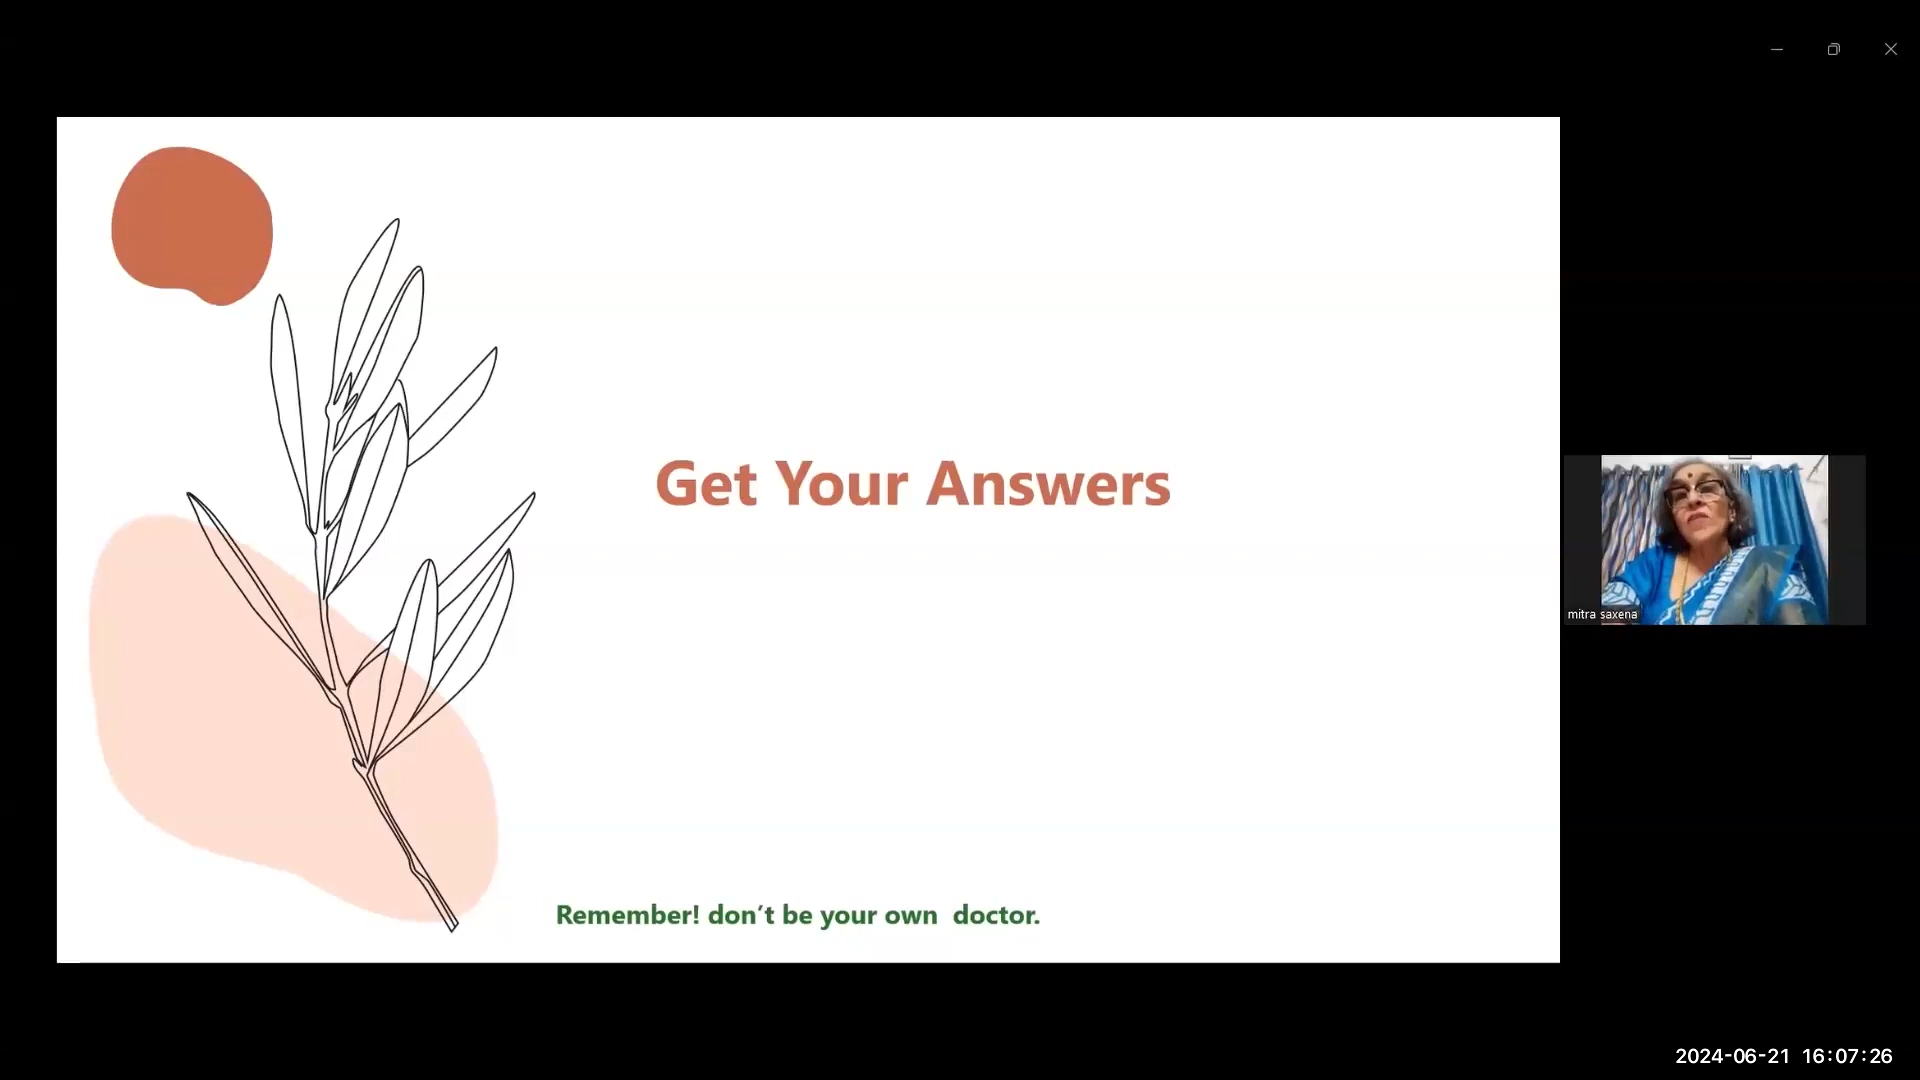 Get Your Answers
mitra saxena
Remember! don't be your own  doctor.
2024-06-21  16:07:26